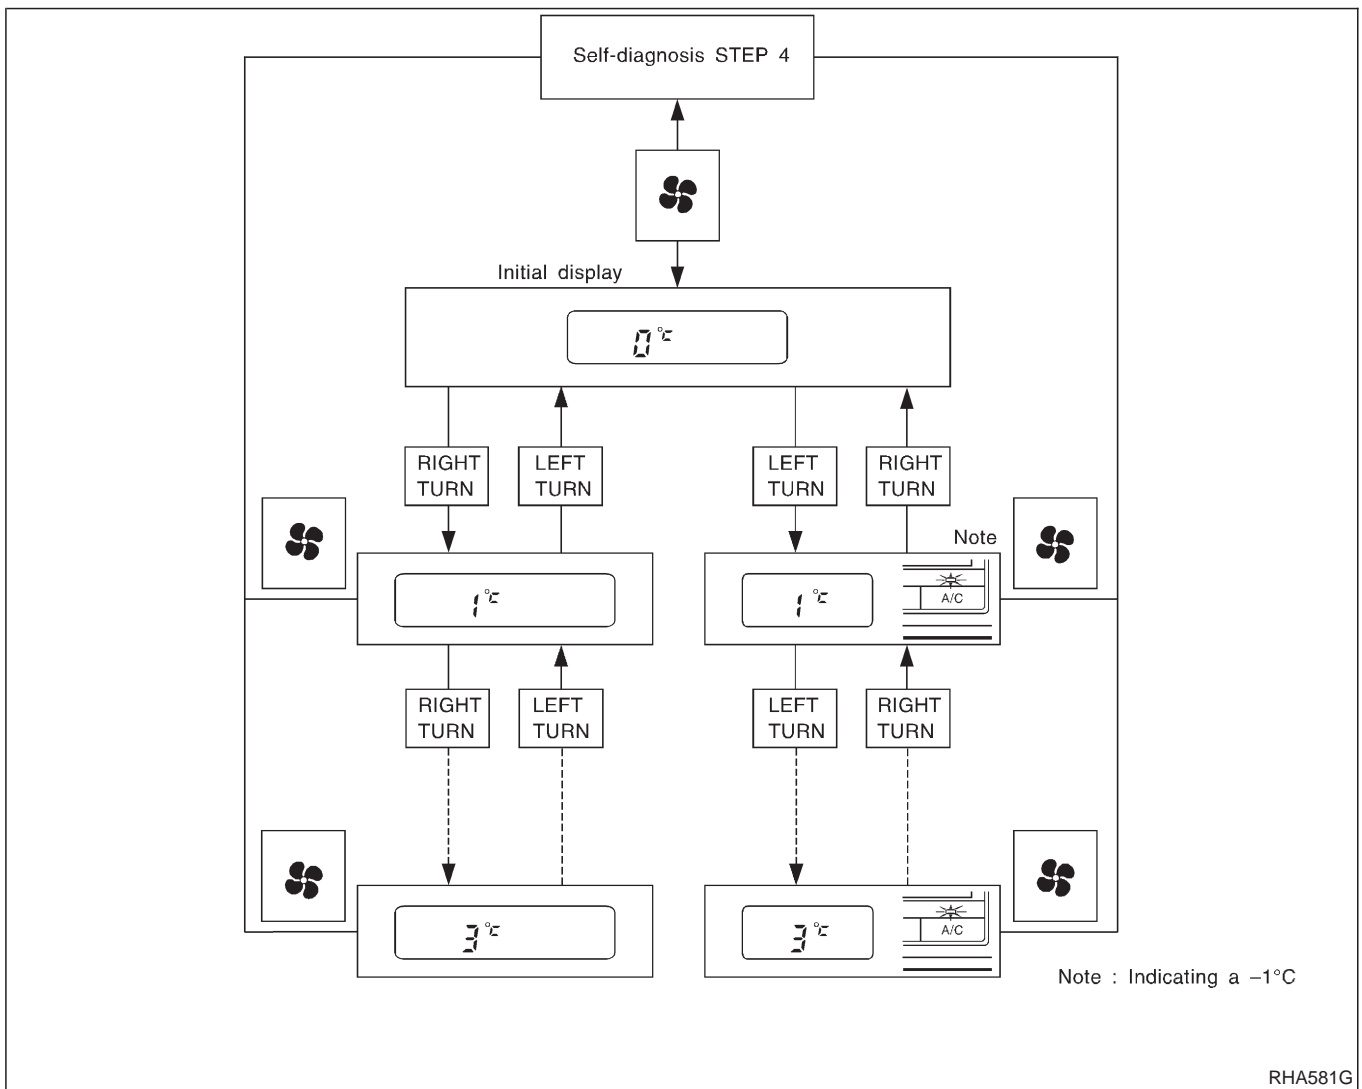 Self-diagnosis STEP 4
Initial display
0°C
RIGHT
TURN
LEFT
TURN
LEFT
TURN
RIGHT
TURN
Note
1°C
1°C
A/C
RIGHT
TURN
LEFT
TURN
LEFT
TURN
RIGHT
TURN
3°C
3°C
A/C
Note : Indicating a –1°C
RHA581G